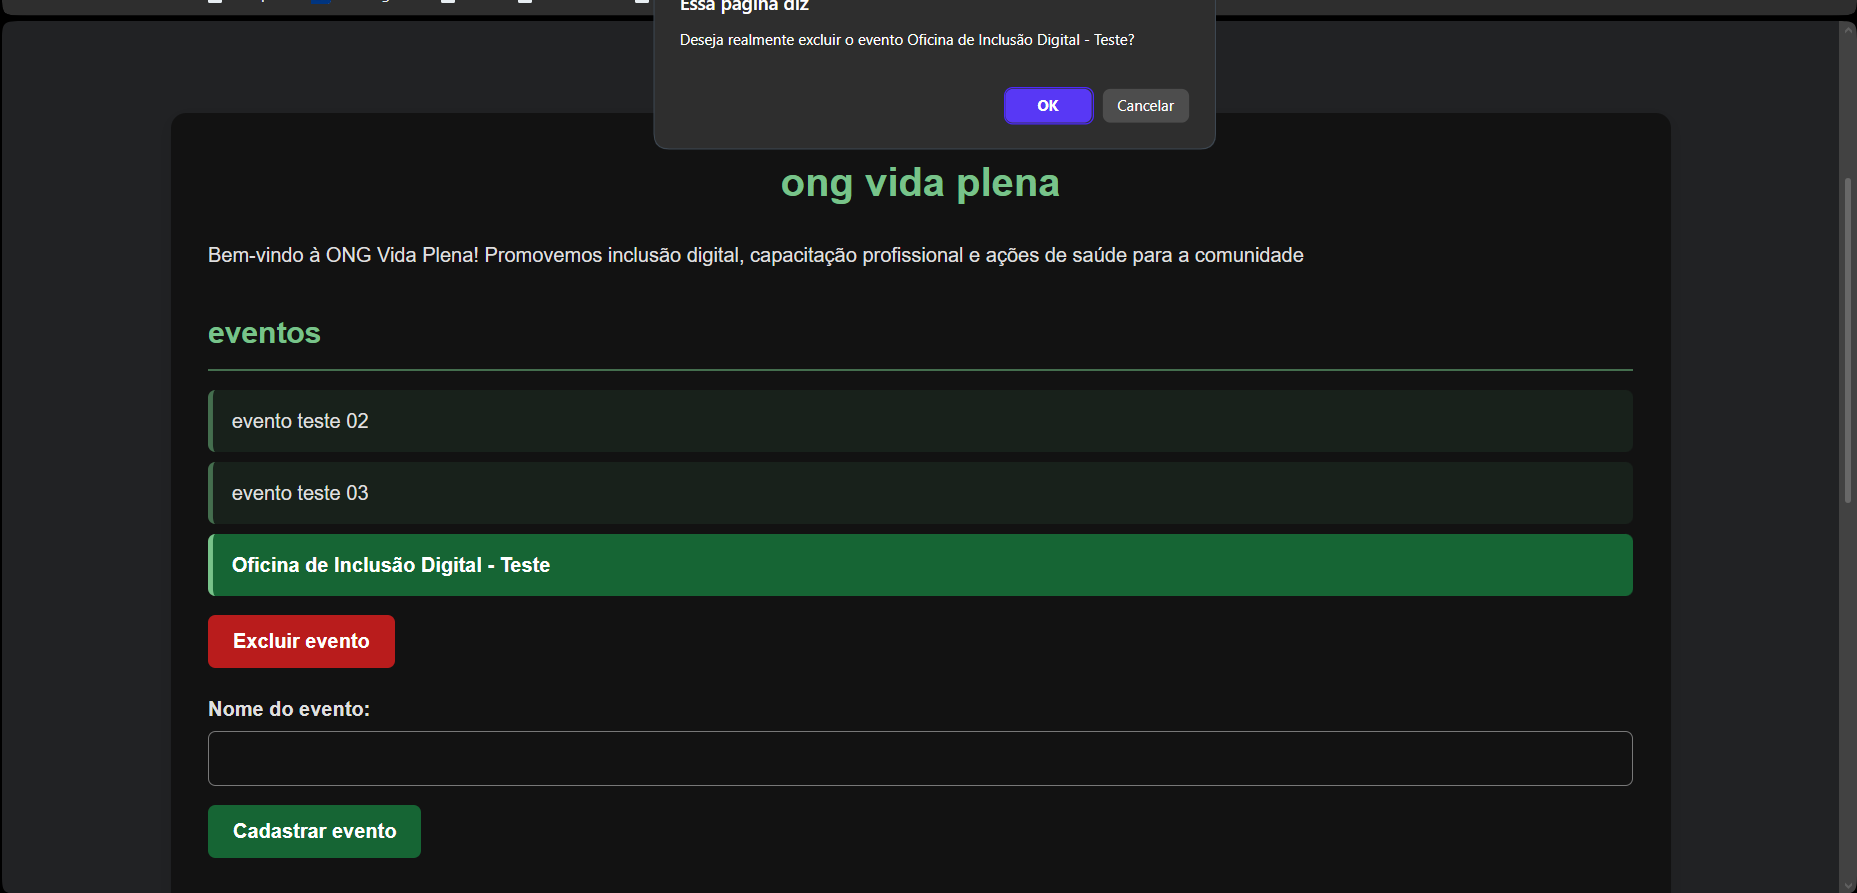 Essa página diz
Deseja realmente excluir o evento Oficina de Inclusão Digital - Teste?
OK
Cancelar
ong vida plena
Bem-vindo à ONG Vida Plena! Promovemos inclusão digital, capacitação profissional e ações de saúde para a comunidade
eventos
evento teste 02
evento teste 03
Oficina de Inclusão Digital - Teste
Excluir evento
Nome do evento:
Cadastrar evento